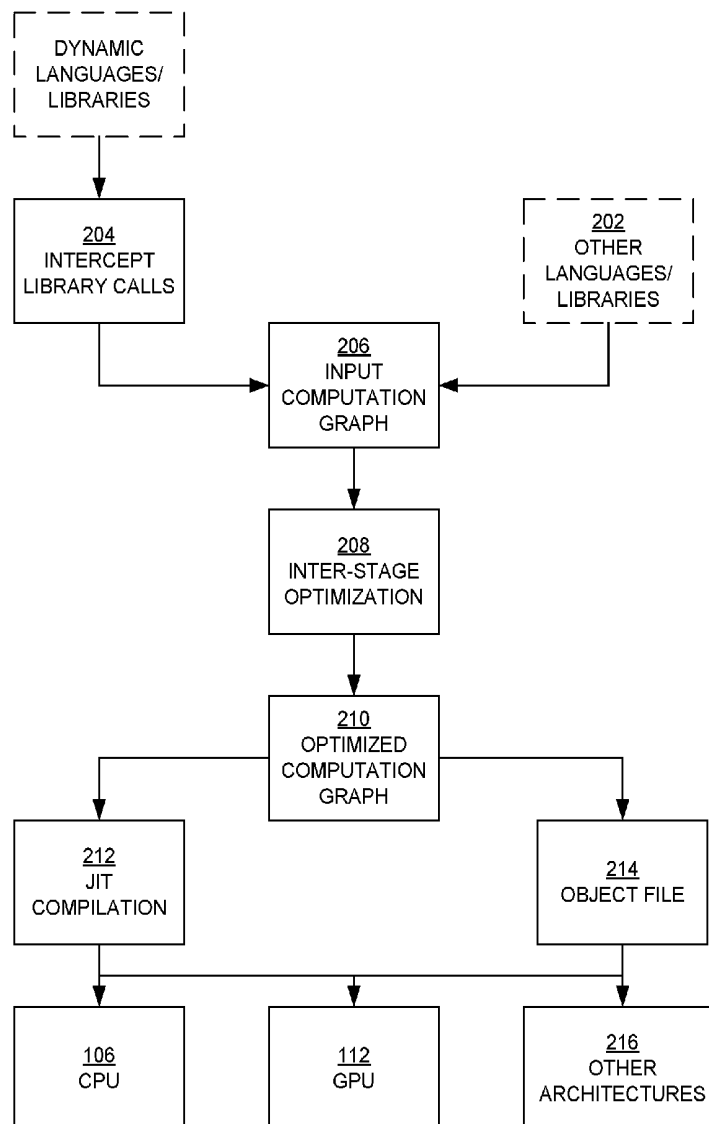 DYNAMIC
LANGUAGES/
LIBRARIES
204
INTERCEPT
LIBRARY CALLS
202
OTHER
LANGUAGES/
LIBRARIES
206
INPUT
COMPUTATION
GRAPH
208
INTER-STAGE
OPTIMIZATION
210
OPTIMIZED
COMPUTATION
GRAPH
212
JIT
COMPILATION
214
OBJECT FILE
106
CPU
112
GPU
216
OTHER
ARCHITECTURES